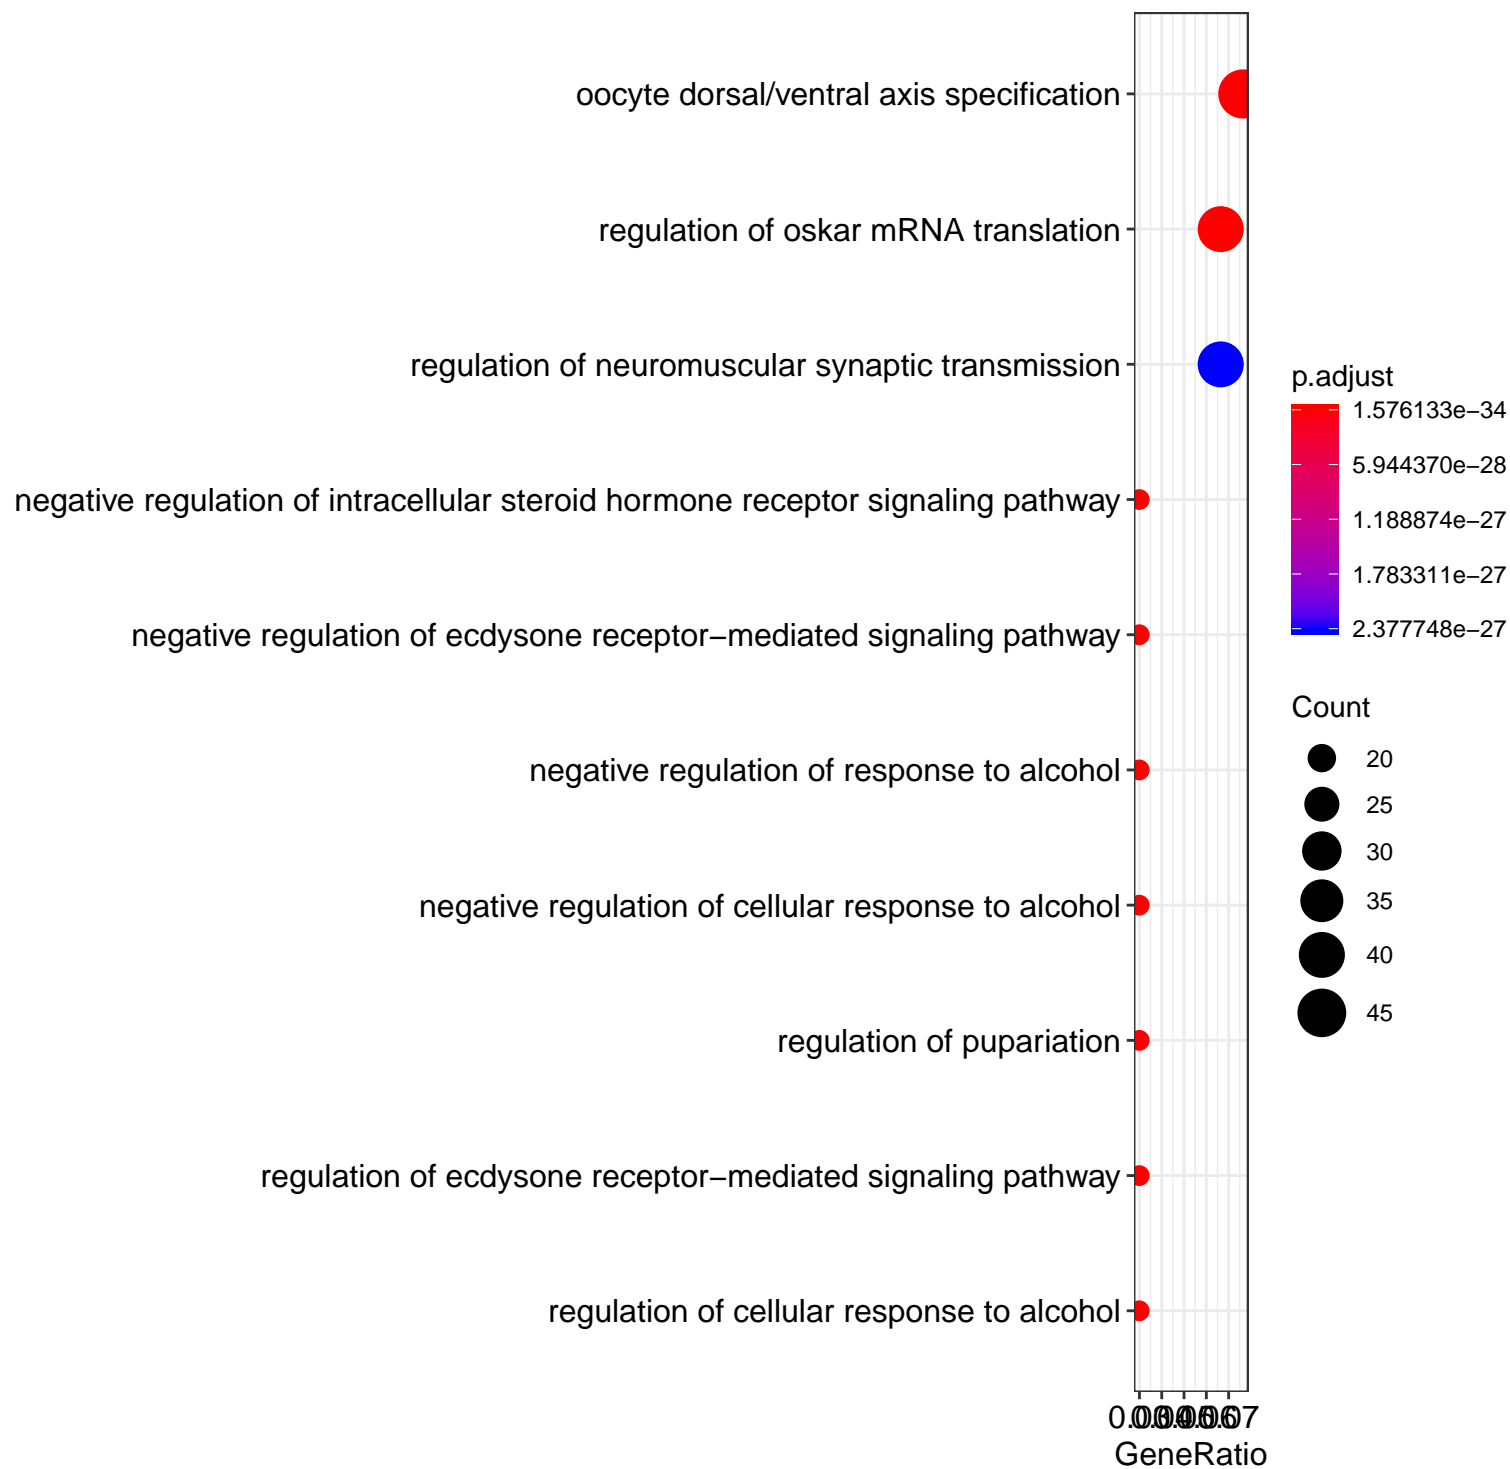 oocyte dorsal/ventral axis specification
regulation of oskar mRNA translation
regulation of neuromuscular synaptic transmission
negative regulation of intracellular steroid hormone receptor signaling pathway
negative regulation of ecdysone receptor−mediated signaling pathway
negative regulation of response to alcohol
negative regulation of cellular response to alcohol
regulation of pupariation
regulation of ecdysone receptor−mediated signaling pathway
regulation of cellular response to alcohol
GeneRatio
p.adjust
1.576133e−34
5.944370e−28
1.188874e−27
1.783311e−27
2.377748e−27
Count
20
25
30
35
40
45